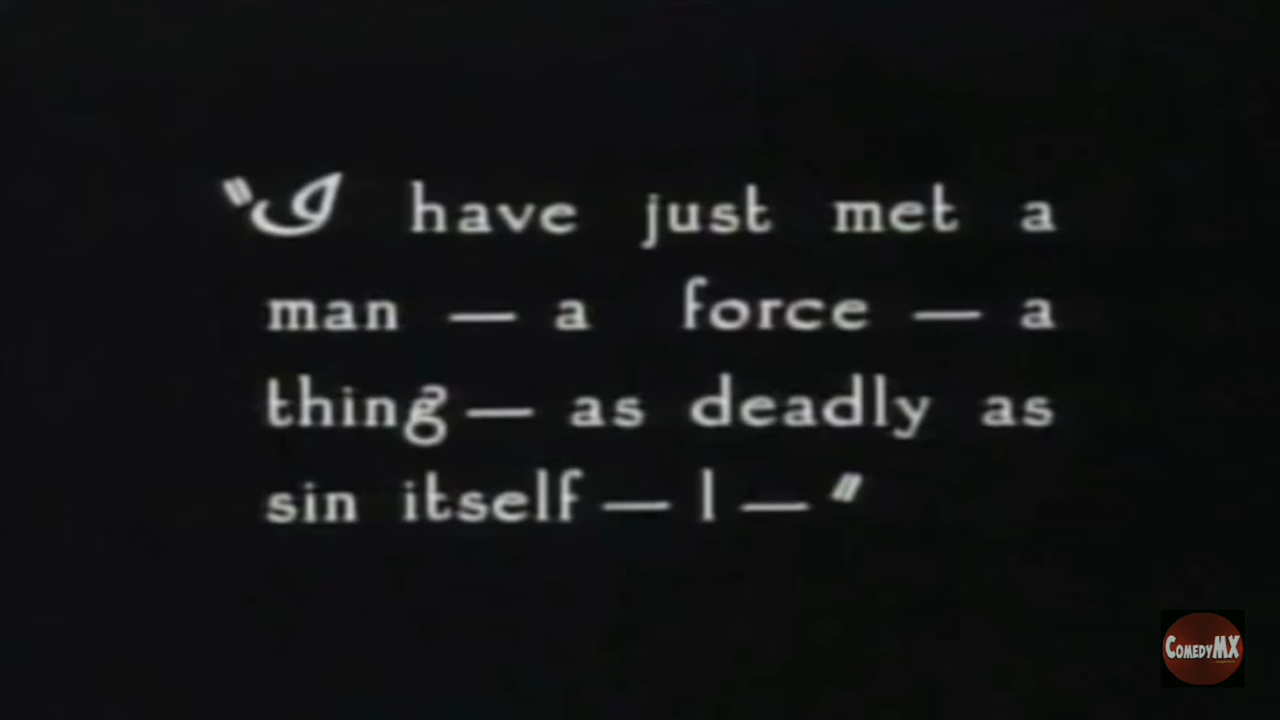 "I have just met a
man — a force — a
thing — as deadly as
sin itself — I — "
COMEDYMX